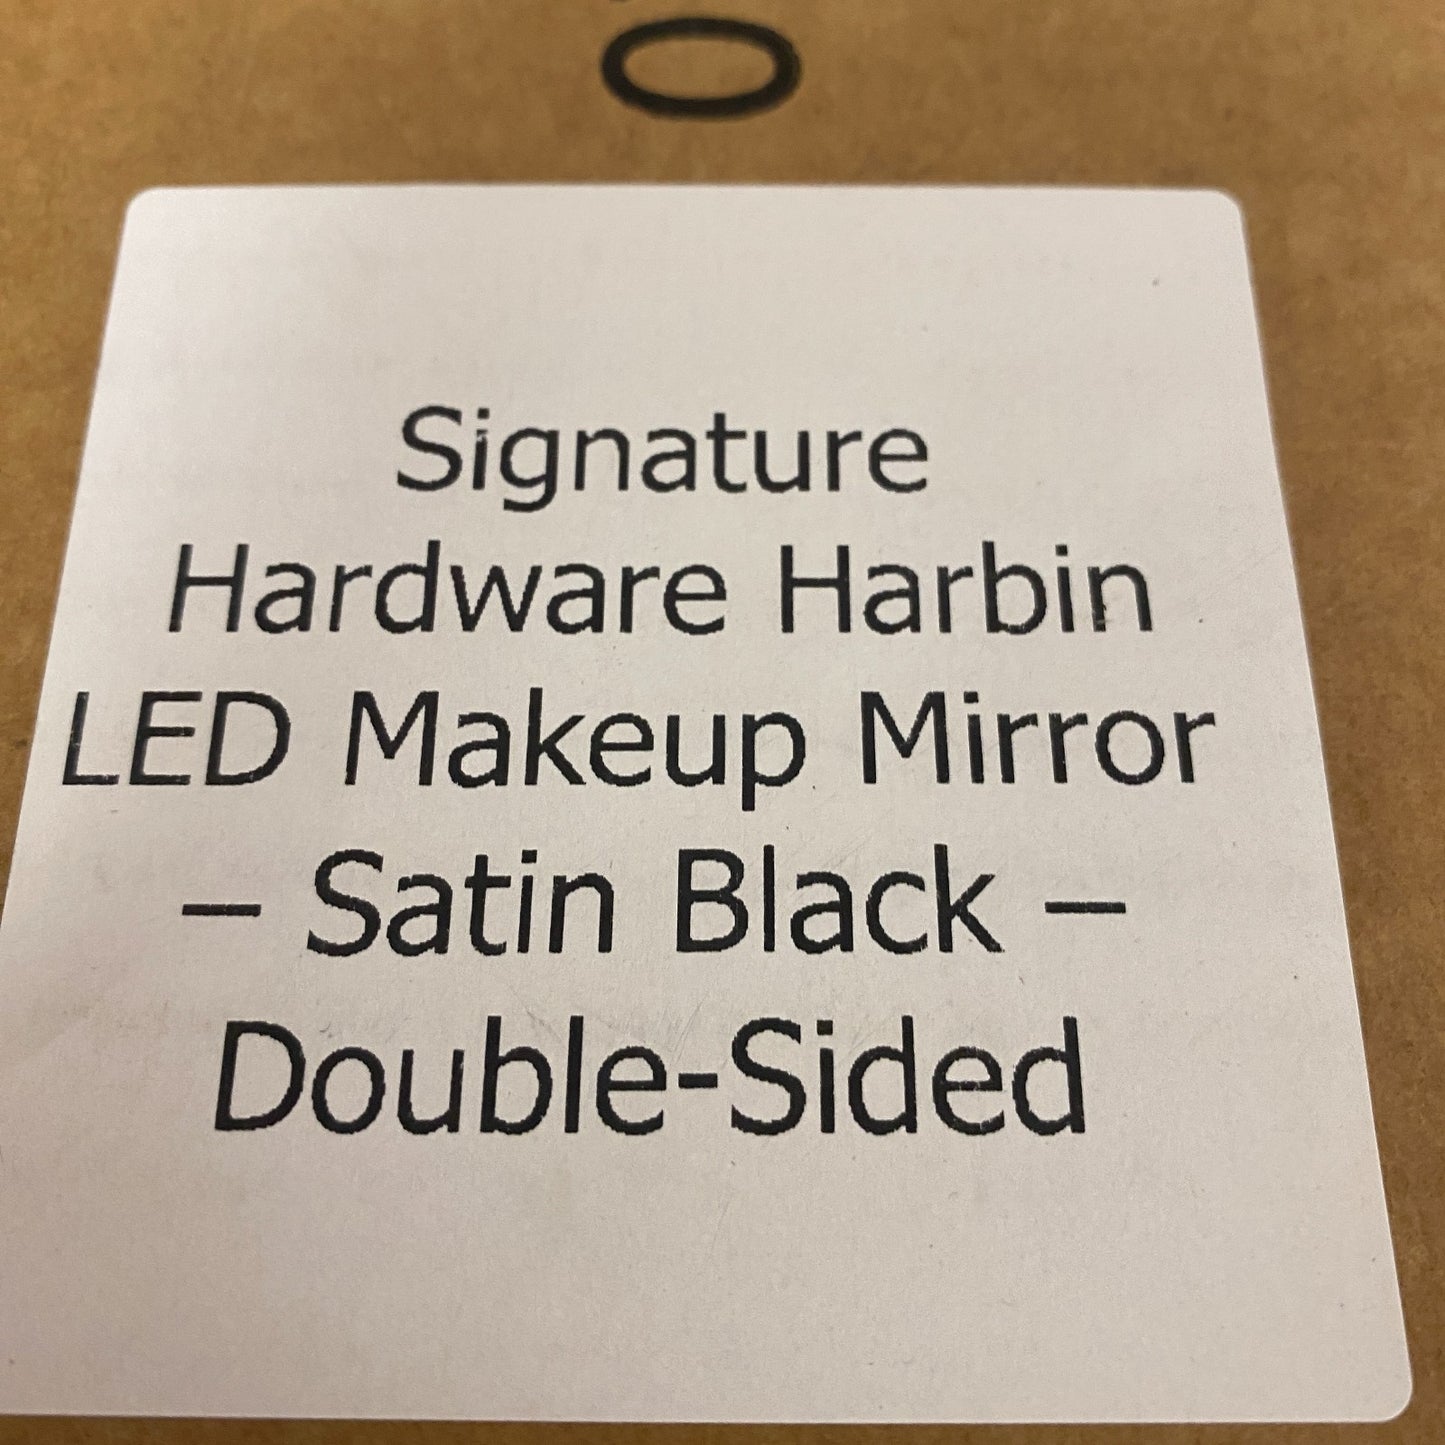 Signature
Hardware Harbin
LED Makeup Mirror
– Satin Black –
Double-Sided